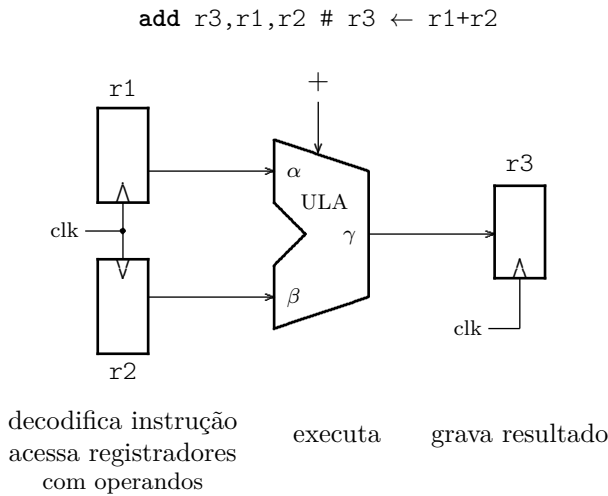 add r3,r1,r2 # r3 ← r1+r2
+
r1
r3
α
ULA
clk
γ
β
clk
r2
decodifica instrução
acessa registradores
com operandos
executa
grava resultado